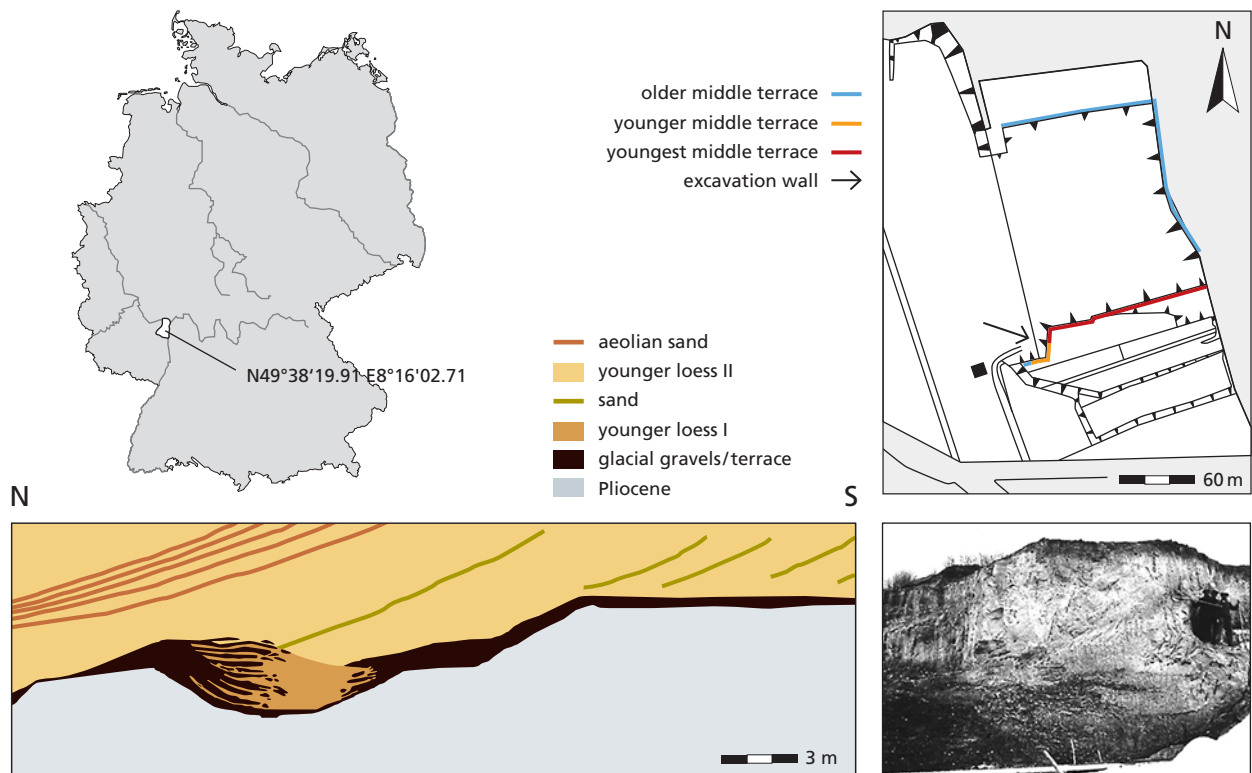 N
older middle terrace
younger middle terrace
youngest middle terrace
excavation wall
N49°38‘19.91 E8°16'02.71
aeolian sand
younger loess II
sand
younger loess I
glacial gravels/terrace
Pliocene
60 m
N
S
3 m